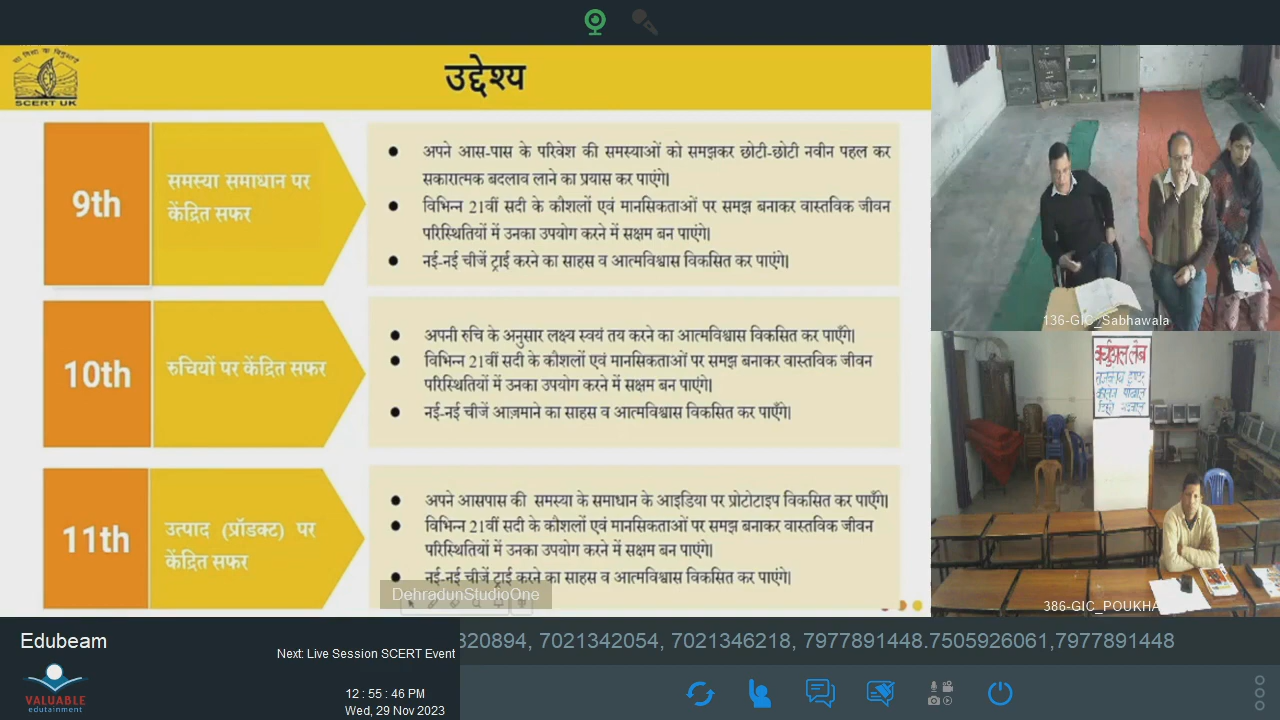 SCERT UK
उद्देश्य
9th
समस्या समाधान पर
केंद्रित सफर
अपने आस-पास के परिवेश की समस्याओं को समझकर छोटी-छोटी नवीन पहल कर
सकारात्मक बदलाव लाने का प्रयास कर पाएंगे।
विभिन्न 21वीं सदी के कौशलों एवं मानसिकताओं पर समझ बनाकर वास्तविक जीवन
परिस्थितियों में उनका उपयोग करने में सक्षम बन पाएंगे।
नई-नई चीजें ट्राई करने का साहस व आत्मविश्वास विकसित कर पाएंगे।
10th
रुचियों पर केंद्रित सफर
अपनी रुचि के अनुसार लक्ष्य स्वयं तय करने का आत्मविश्वास विकसित कर पाएँगे।
विभिन्न 21वीं सदी के कौशलों एवं मानसिकताओं पर समझ बनाकर वास्तविक जीवन
परिस्थितियों में उनका उपयोग करने में सक्षम बन पाएंगे।
नई-नई चीजें आज़माने का साहस व आत्मविश्वास विकसित कर पाएँगे।
11th
उत्पाद (प्रॉडक्ट) पर
केंद्रित सफर
अपने आसपास की समस्या के समाधान के आइडिया पर प्रोटोटाइप विकसित कर पाएँगे।
विभिन्न 21वीं सदी के कौशलों एवं मानसिकताओं पर समझ बनाकर वास्तविक जीवन
परिस्थितियों में उनका उपयोग करने में सक्षम बन पाएंगे।
नई-नई चीजें ट्राई करने का साहस व आत्मविश्वास विकसित कर पाएंगे।
DehradunStudioOne
136-GIC_Sabhawala
386-GIC_POUKHA
Edubeam
VALUABLE
edutainment
Next: Live Session SCERT Event
12 : 55 : 46 PM
Wed, 29 Nov 2023
820894, 7021342054, 7021346218, 7977891448.7505926061,7977891448